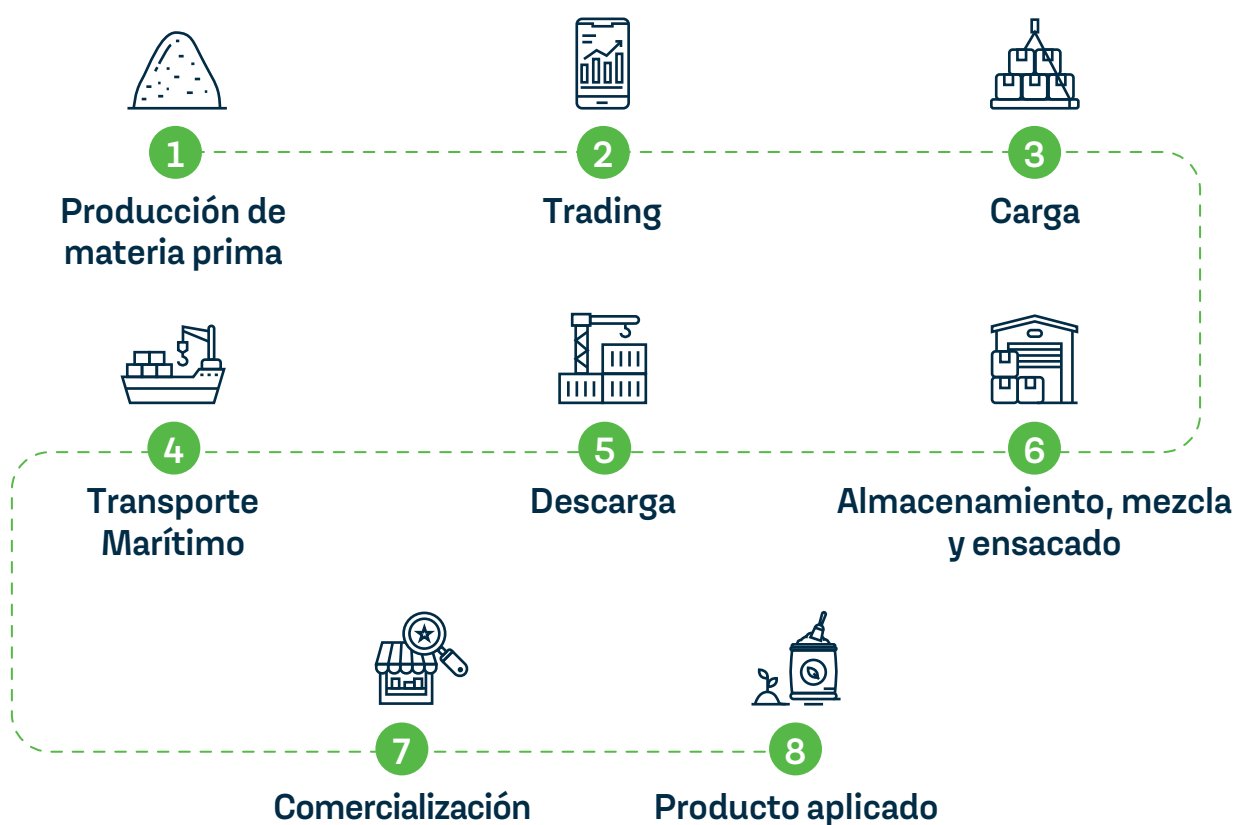 1
Producción de
materia prima
2
Trading
3
Carga
4
Transporte
Marítimo
5
Descarga
6
Almacenamiento, mezcla
y ensacado
7
Comercialización
8
Producto aplicado